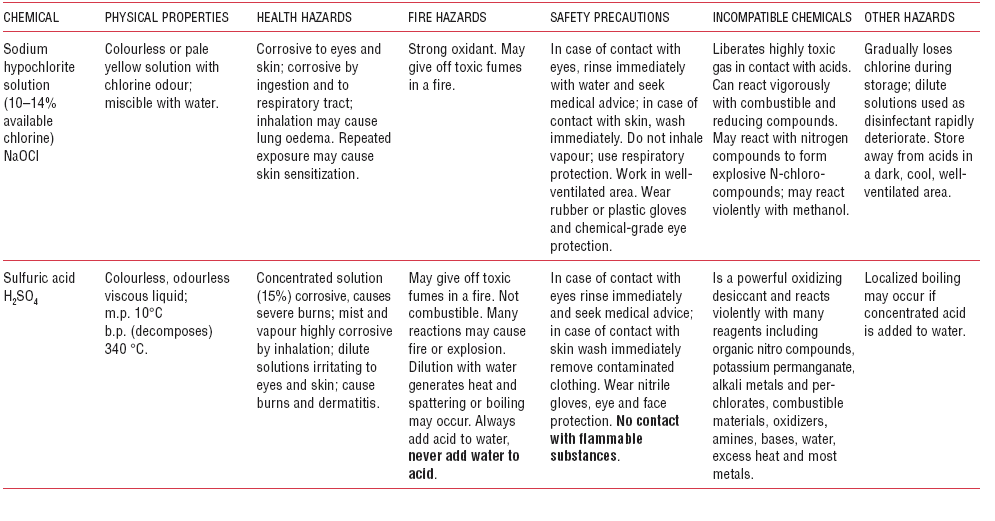 CHEMICAL
PHYSICAL PROPERTIES
HEALTH HAZARDS
FIRE HAZARDS
SAFETY PRECAUTIONS
INCOMPATIBLE CHEMICALS
OTHER HAZARDS
Sodium
hypochlorite
solution
(10–14%
available
chlorine)
NaOCl
Colourless or pale
yellow solution with
chlorine odour;
miscible with water.
Corrosive to eyes and
skin; corrosive by
ingestion and to
respiratory tract;
inhalation may cause
lung oedema. Repeated
exposure may cause
skin sensitization.
Strong oxidant. May
give off toxic fumes
in a fire.
In case of contact with
eyes, rinse immediately
with water and seek
medical advice; in case of
contact with skin, wash
immediately. Do not inhale
vapour; use respiratory
protection. Work in well-
ventilated area. Wear
rubber or plastic gloves
and chemical-grade eye
protection.
Liberates highly toxic
gas in contact with acids.
Can react vigorously
with combustible and
reducing compounds.
May react with nitrogen
compounds to form
explosive N-chloro-
compounds; may react
violently with methanol.
Gradually loses
chlorine during
storage; dilute
solutions used as
disinfectant rapidly
deteriorate. Store
away from acids in
a dark, cool, well-
ventilated area.
Sulfuric acid
H₂SO₄
Colourless, odourless
viscous liquid;
m.p. 10°C
b.p. (decomposes)
340 °C.
Concentrated solution
(15%) corrosive, causes
severe burns; mist and
vapour highly corrosive
by inhalation; dilute
solutions irritating to
eyes and skin; cause
burns and dermatitis.
May give off toxic
fumes in a fire. Not
combustible. Many
reactions may cause
fire or explosion.
Dilution with water
generates heat and
spattering or boiling
may occur. Always
add acid to water,
never add water to
acid.
In case of contact with
eyes rinse immediately
and seek medical advice;
in case of contact with
skin wash immediately
remove contaminated
clothing. Wear nitrile
gloves, eye and face
protection. No contact
with flammable
substances.
Is a powerful oxidizing
desiccant and reacts
violently with many
reagents including
organic nitro compounds,
potassium permanganate,
alkali metals and per-
chlorates, combustible
materials, oxidizers,
amines, bases, water,
excess heat and most
metals.
Localized boiling
may occur if
concentrated acid
is added to water.